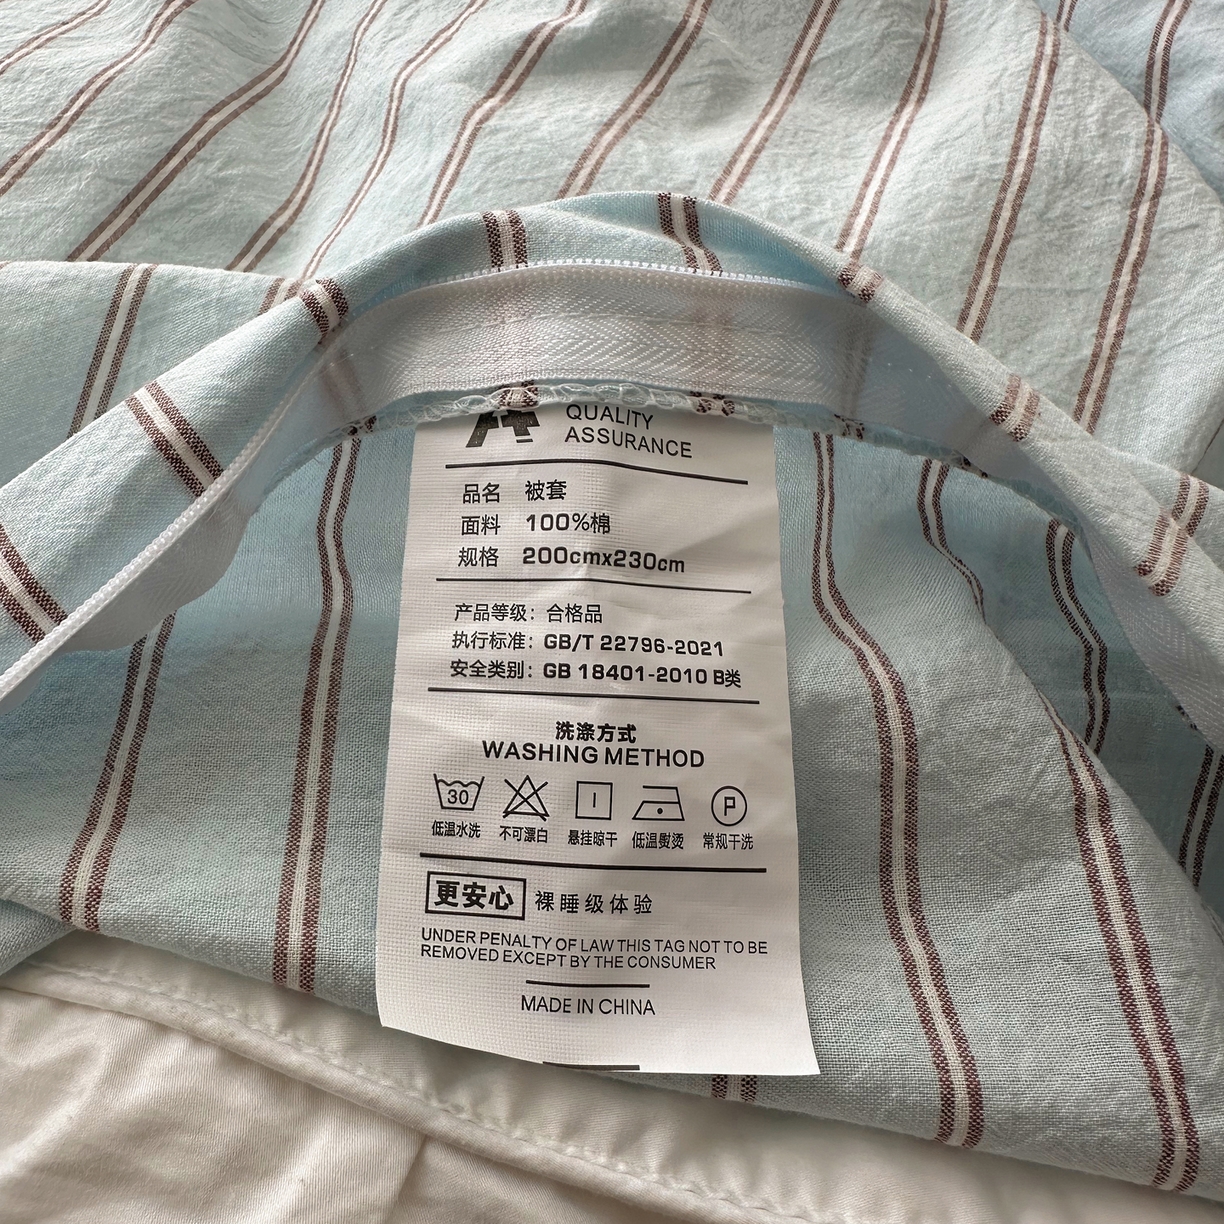 QUALITY
ASSURANCE
品名 被套
面料 100%棉
规格 200cmx230cm
产品等级：合格品
执行标准：GB/T 22796-2021
安全类别：GB 18401-2010 B类
洗涤方式
WASHING METHOD
30 P
低温水洗 不可漂白 悬挂晾干 低温熨烫 常规干洗
更安心 裸睡级体验
UNDER PENALTY OF LAW THIS TAG NOT TO BE
REMOVED EXCEPT BY THE CONSUMER
MADE IN CHINA